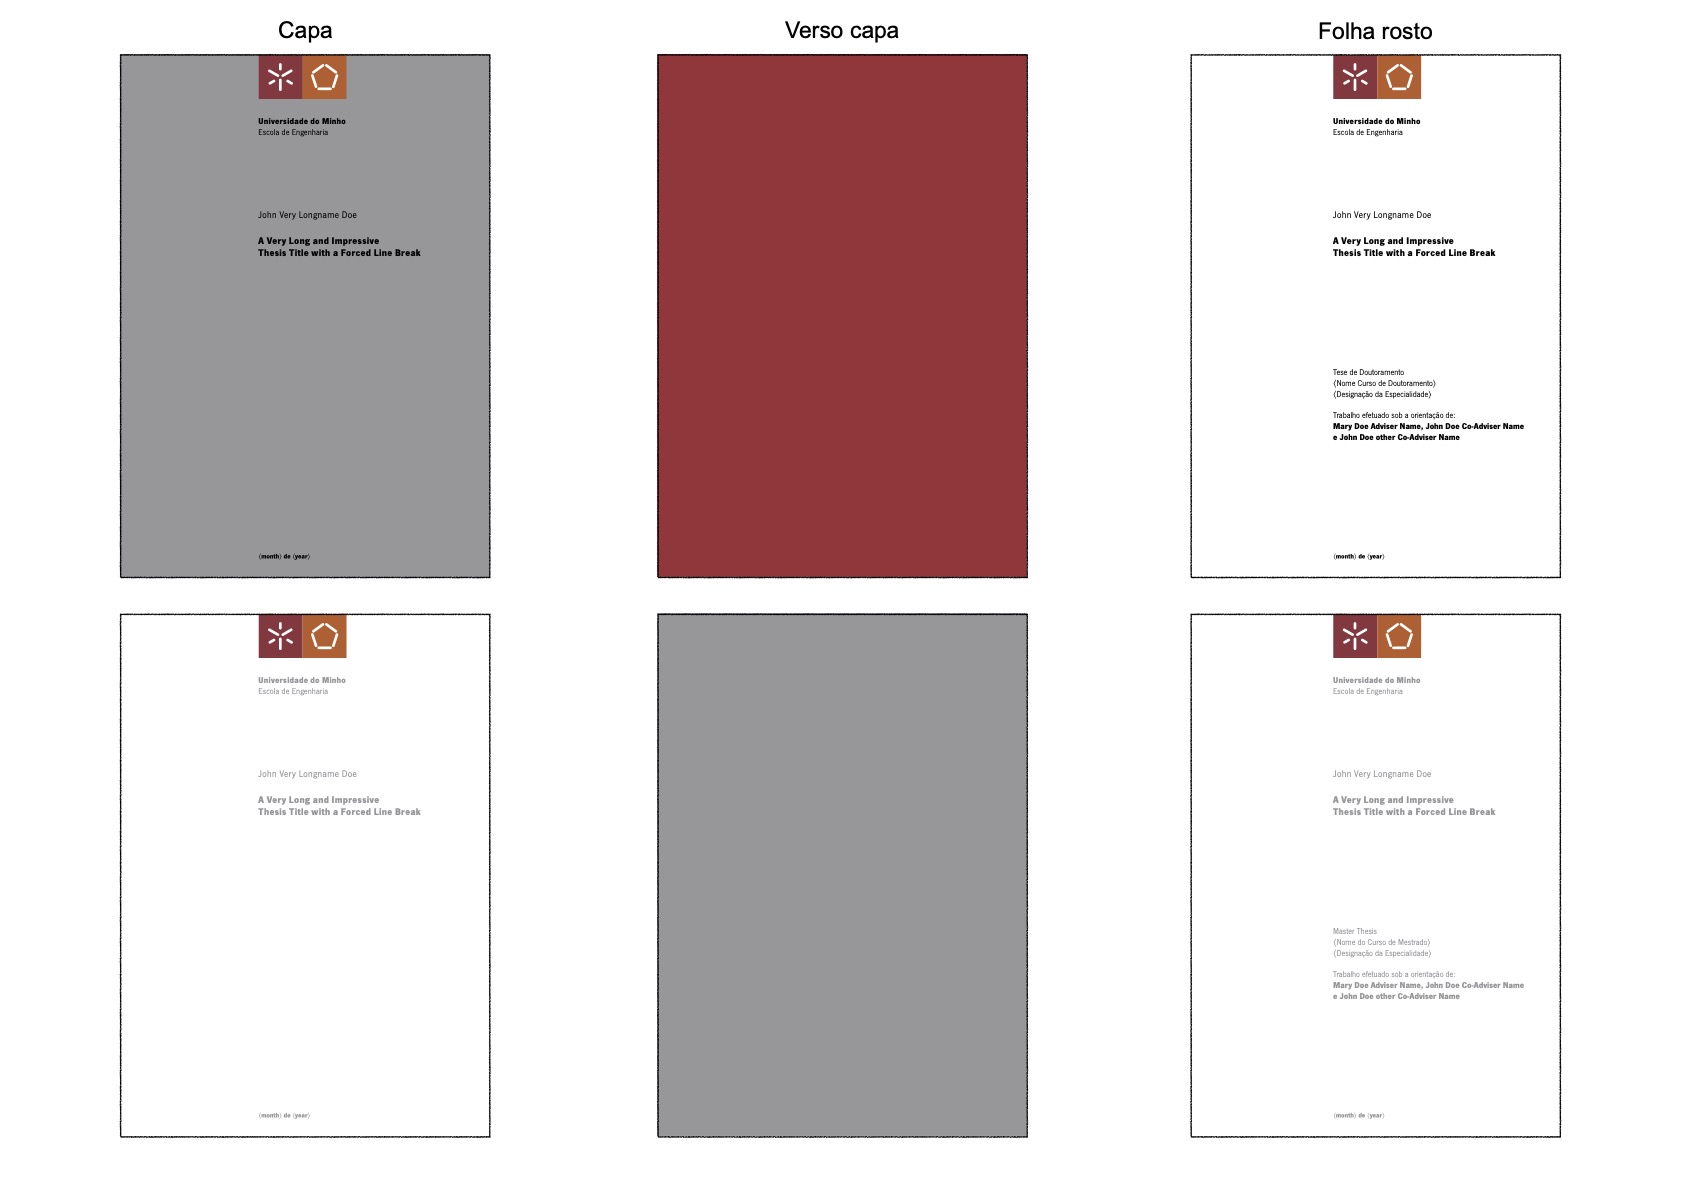 Capa
Verso capa
Folha rosto
Universidade do Minho
Escola de Engenharia
John Very Longname Doe
A Very Long and Impressive
Thesis Title with a Forced Line Break
⟨month⟩ de ⟨year⟩
Universidade do Minho
Escola de Engenharia
John Very Longname Doe
A Very Long and Impressive
Thesis Title with a Forced Line Break
Tese de Doutoramento
⟨Nome Curso de Doutoramento⟩
⟨Designação da Especialidade⟩
Trabalho efetuado sob a orientação de:
Mary Doe Adviser Name, John Doe Co-Adviser Name
e John Doe other Co-Adviser Name
⟨month⟩ de ⟨year⟩
Universidade do Minho
Escola de Engenharia
John Very Longname Doe
A Very Long and Impressive
Thesis Title with a Forced Line Break
⟨month⟩ de ⟨year⟩
Universidade do Minho
Escola de Engenharia
John Very Longname Doe
A Very Long and Impressive
Thesis Title with a Forced Line Break
Master Thesis
⟨Nome do Curso de Mestrado⟩
⟨Designação da Especialidade⟩
Trabalho efetuado sob a orientação de:
Mary Doe Adviser Name, John Doe Co-Adviser Name
e John Doe other Co-Adviser Name
⟨month⟩ de ⟨year⟩